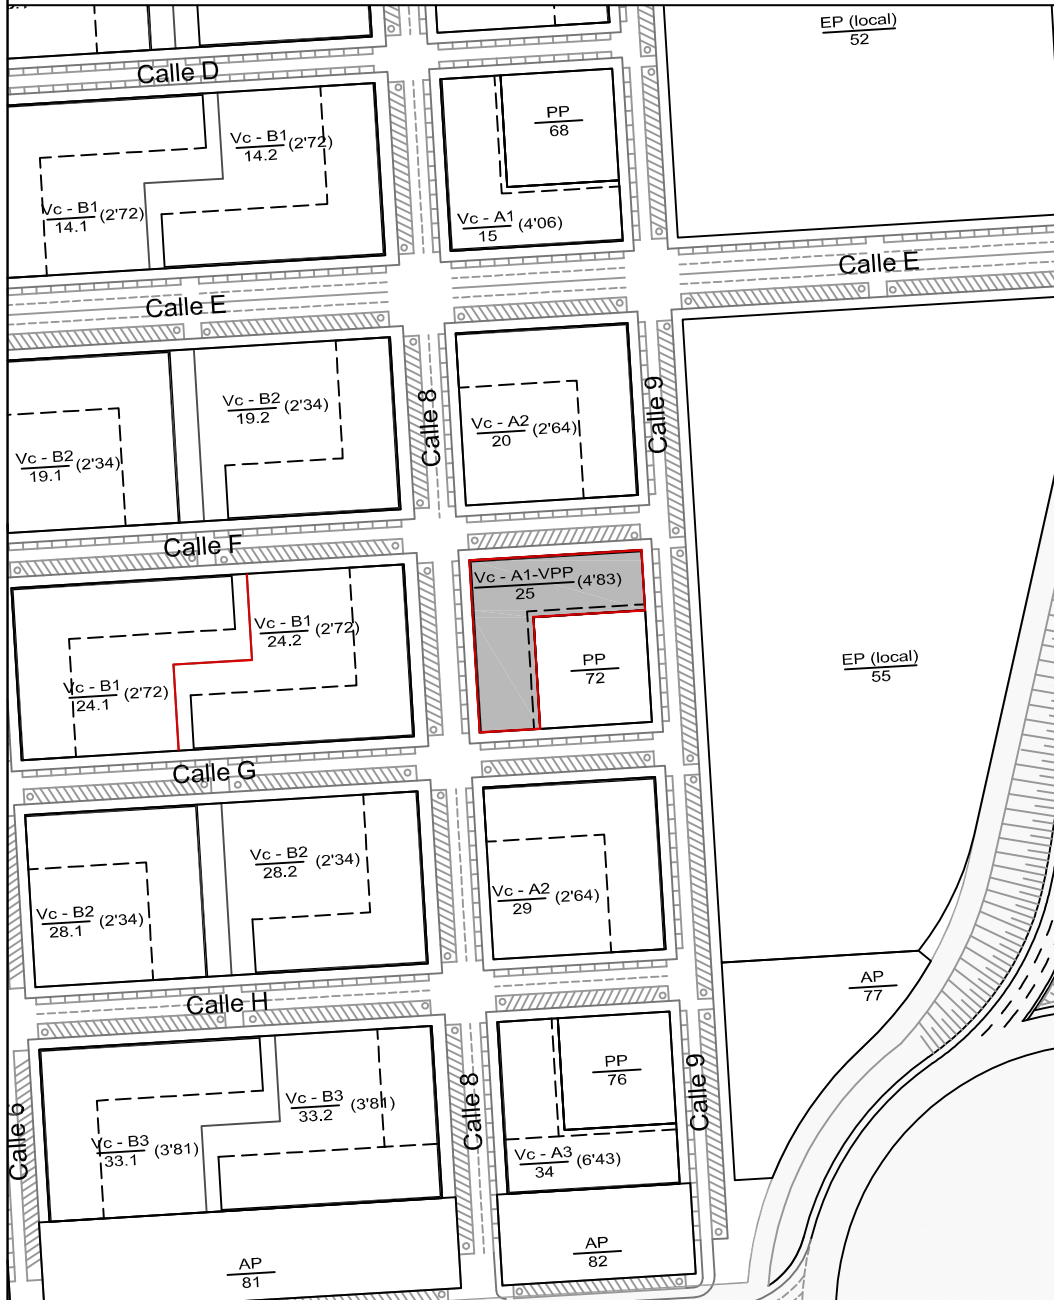 EP (local)
52
Calle D
PP
68
Vc - B1 (2'72)
14.2
Vc - B1 (2'72)
14.1
Vc - A1 (4'06)
15
Calle E
Calle E
Calle 8
Calle 9
Vc - B2 (2'34)
19.2
Vc - A2 (2'64)
20
Vc - B2 (2'34)
19.1
Calle F
Vc - A1-VPP (4'83)
25
Vc - B1 (2'72)
24.2
PP
72
EP (local)
55
Vc - B1 (2'72)
24.1
Calle G
Vc - B2 (2'34)
28.2
Vc - A2 (2'64)
29
Vc - B2 (2'34)
28.1
AP
77
Calle H
PP
76
Calle 6
Calle 8
Calle 9
Vc - B3 (3'81)
33.2
Vc - B3 (3'81)
33.1
Vc - A3 (6'43)
34
AP
82
AP
81